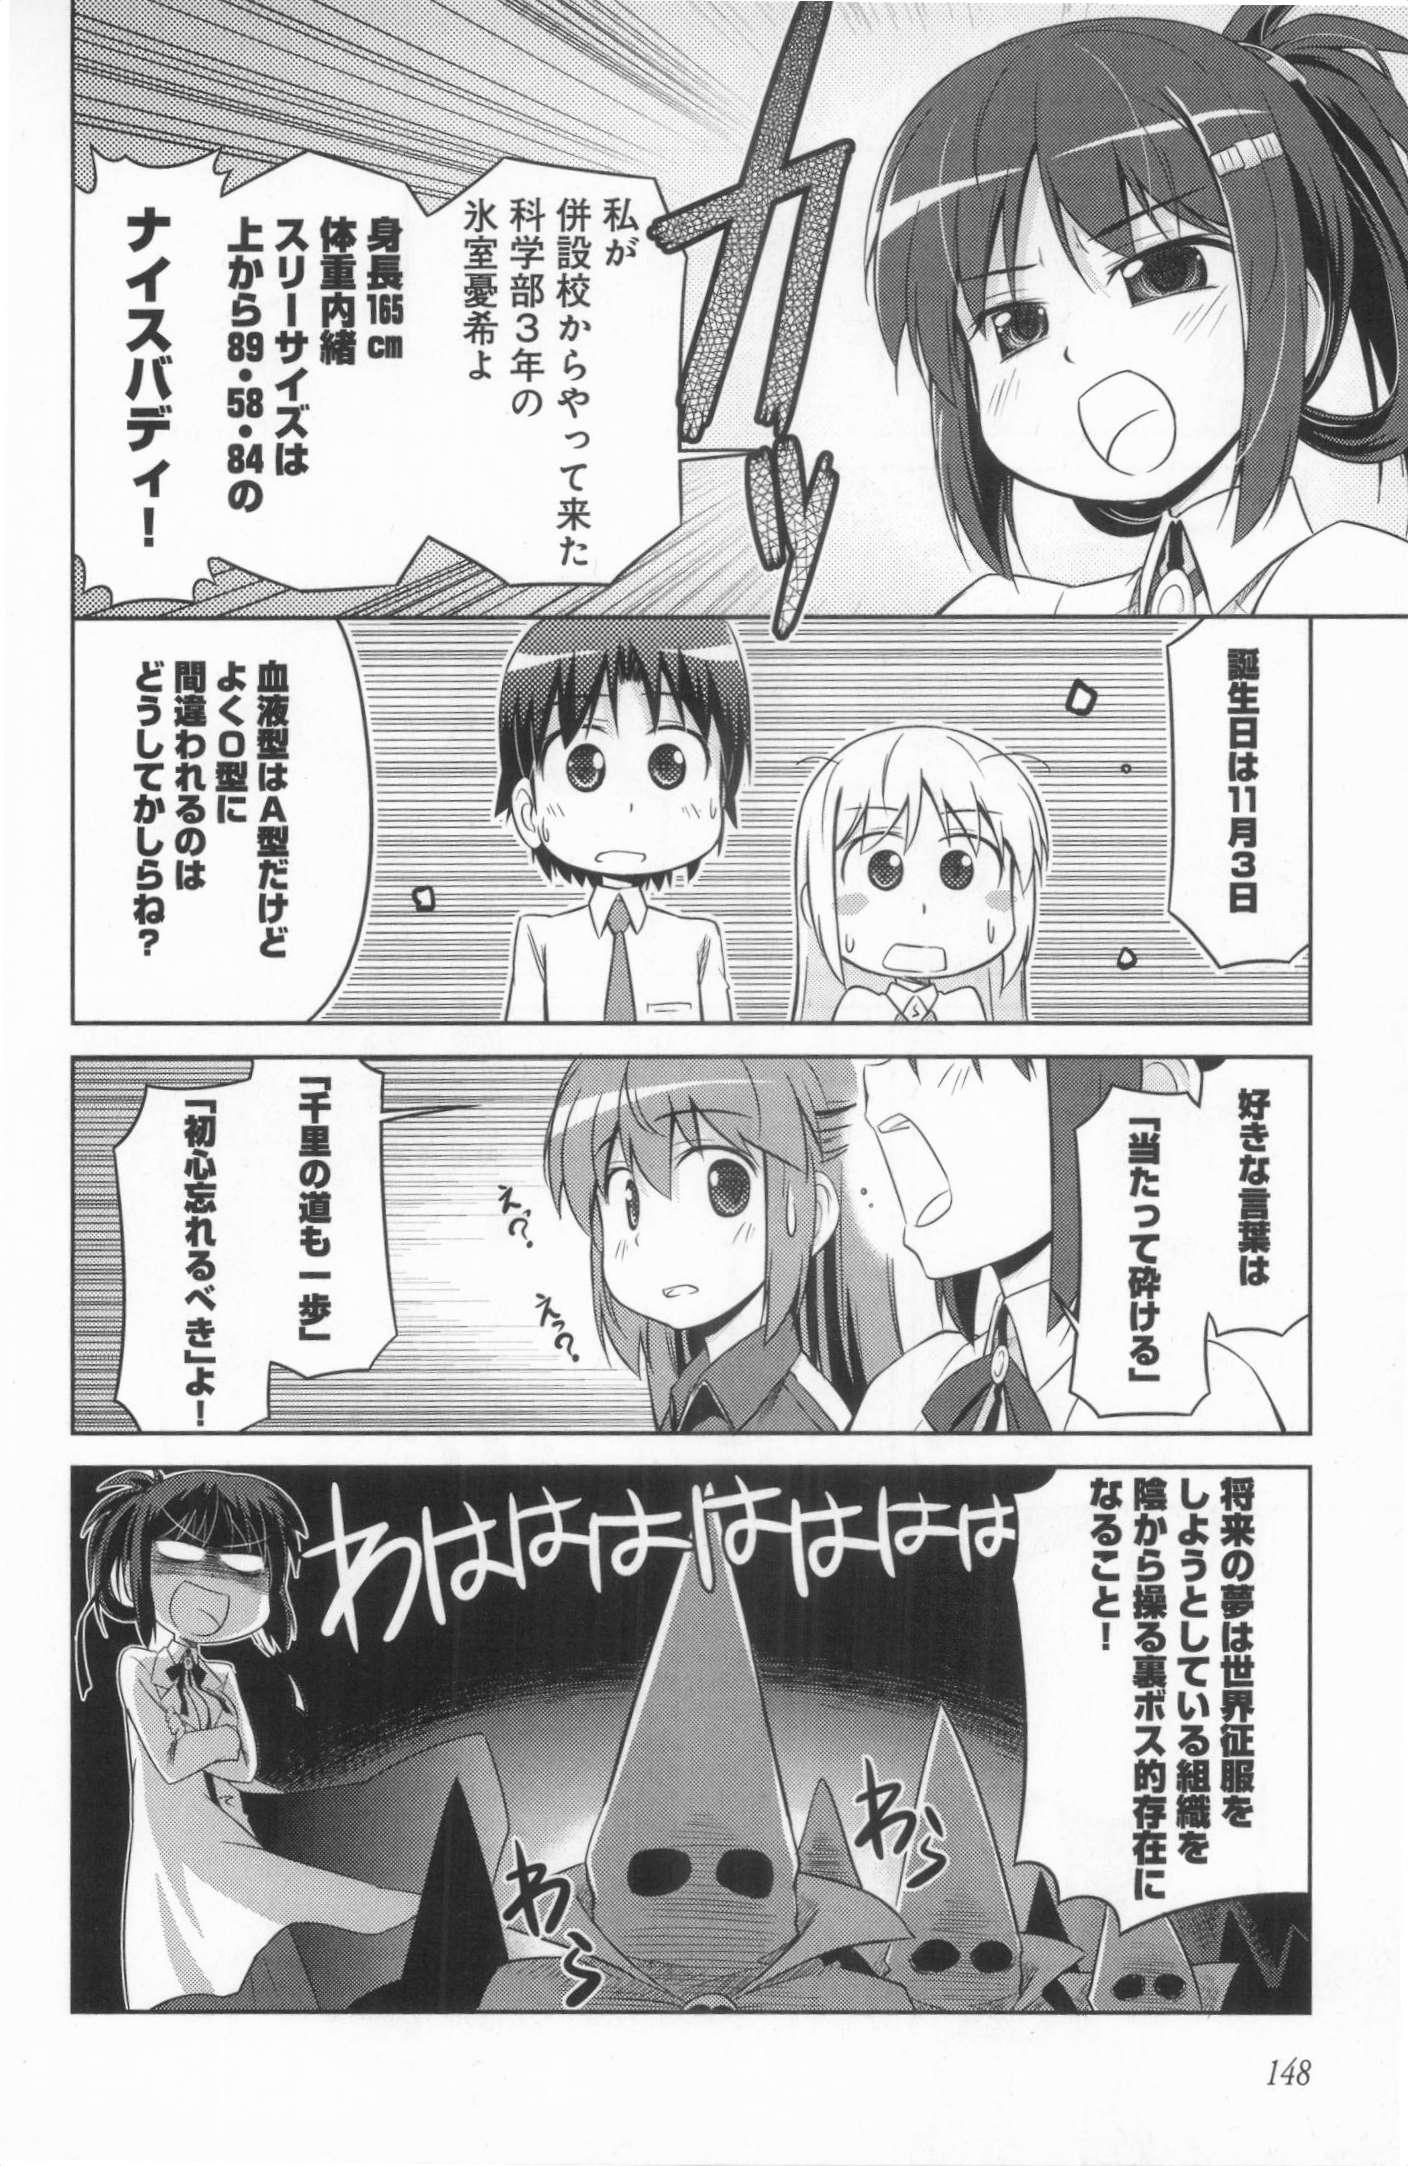 カッ
私が
併設校からやって来た
科学部3年の
氷室憂希よ
身長165cm
体重内緒
スリーサイズは
上から89・58・84の
ナイスバディ!
誕生日は11月3日
血液型はA型だけど
よくO型に
間違われるのは
どうしてかしらね?
好きな言葉は
「当たって砕ける」
えっ?
えっ?
「千里の道も一歩」
「初心忘れるべき」よ!
将来の夢は世界征服を
しようとしている組織を
陰から操る裏ボス的存在に
なること!
わははははははは
わら
わら
148